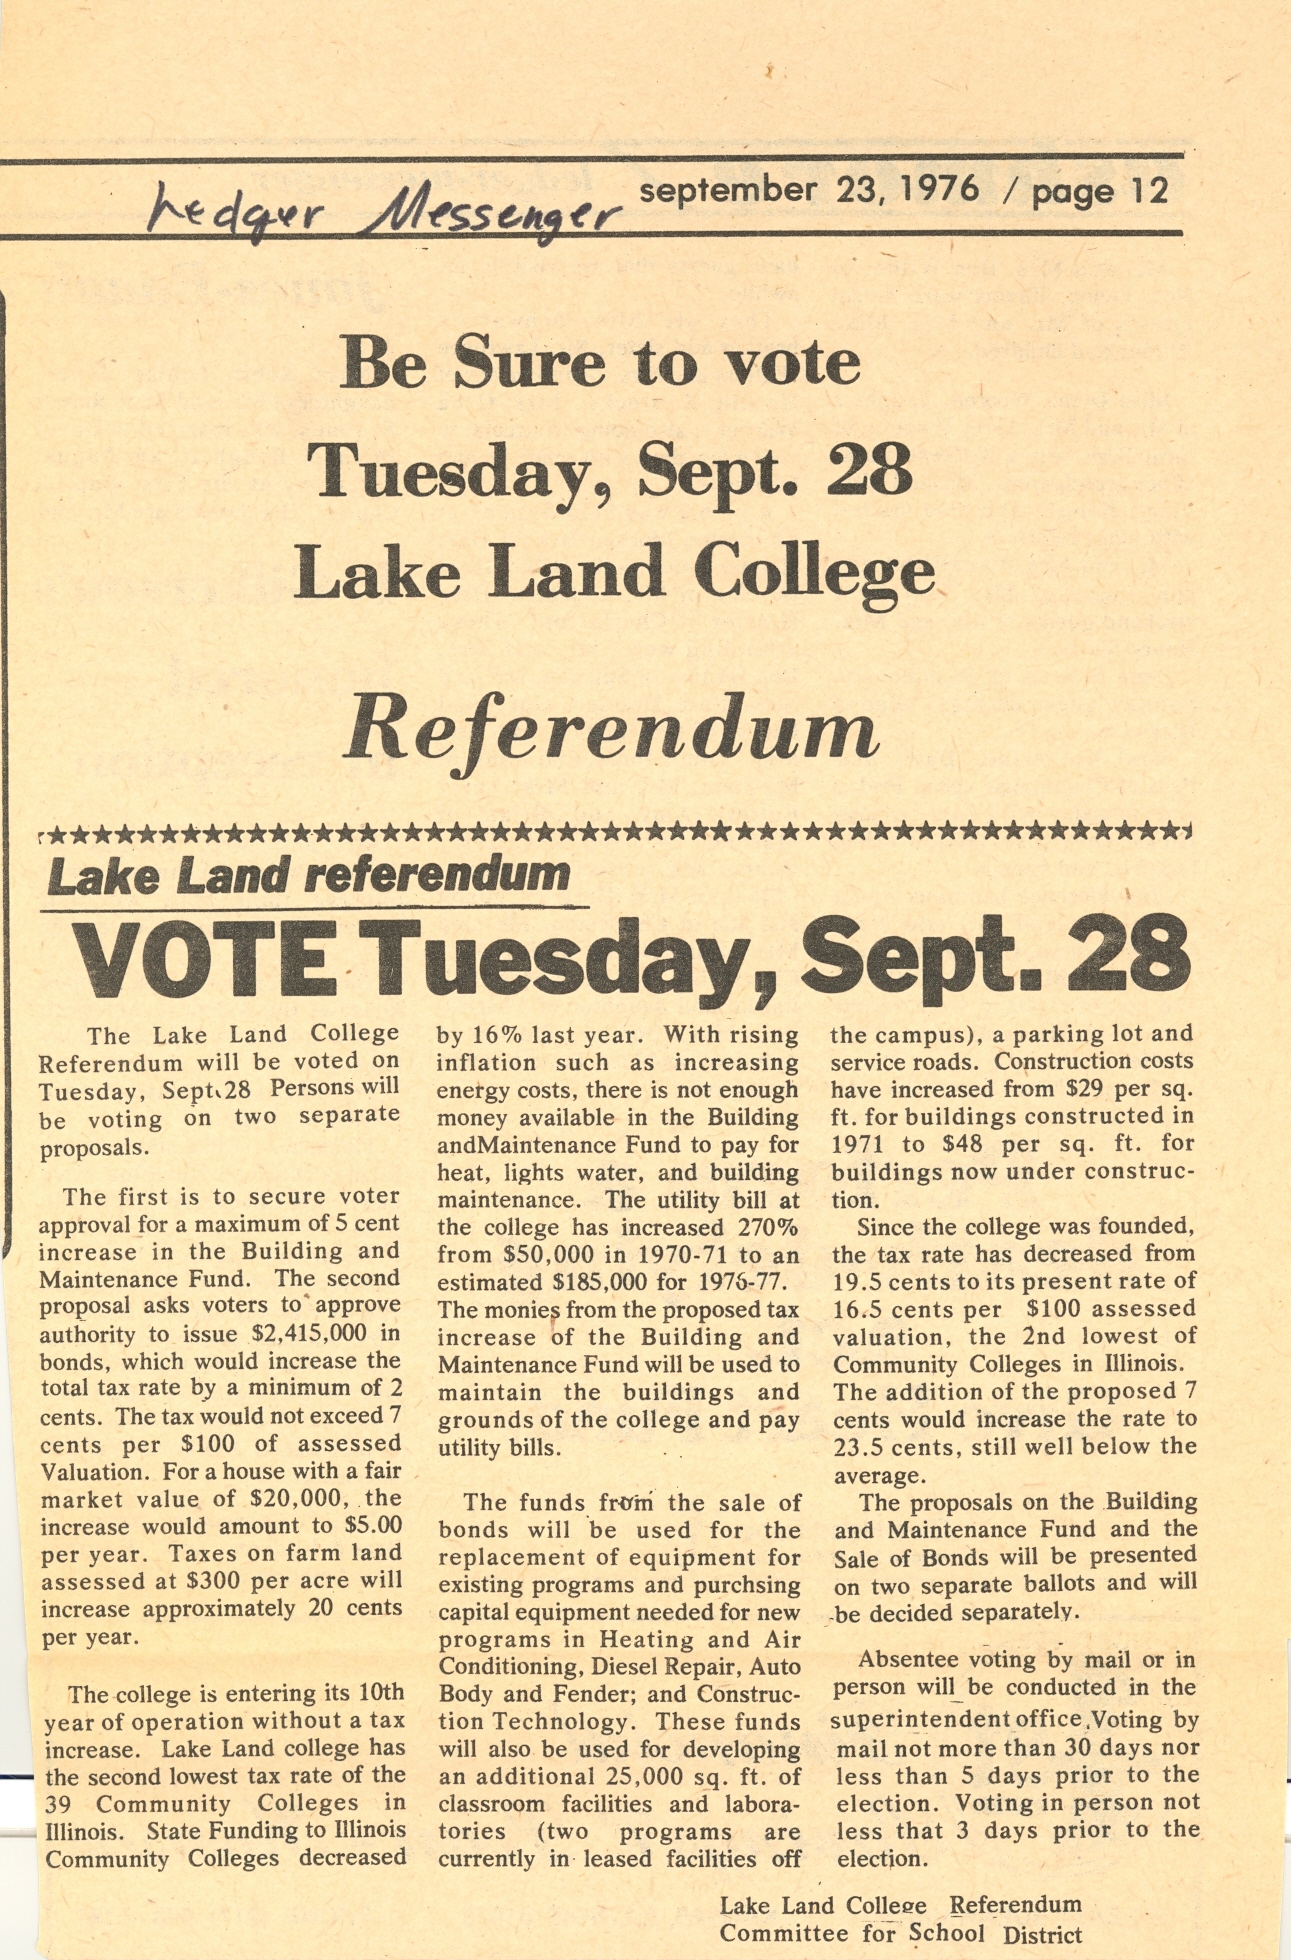 Ledger Messenger
september 23, 1976 / page 12
Be Sure to vote
Tuesday, Sept. 28
Lake Land College
Referendum
Lake Land referendum
VOTE Tuesday, Sept. 28
The Lake Land College
Referendum will be voted on
Tuesday, Sept.28 Persons will
be voting on two separate
proposals.
The first is to secure voter
approval for a maximum of 5 cent
increase in the Building and
Maintenance Fund. The second
proposal asks voters to approve
authority to issue $2,415,000 in
bonds, which would increase the
total tax rate by a minimum of 2
cents. The tax would not exceed 7
cents per $100 of assessed
Valuation. For a house with a fair
market value of $20,000, the
increase would amount to $5.00
per year. Taxes on farm land
assessed at $300 per acre will
increase approximately 20 cents
per year.
The college is entering its 10th
year of operation without a tax
increase. Lake Land college has
the second lowest tax rate of the
39 Community Colleges in
Illinois. State Funding to Illinois
Community Colleges decreased
by 16% last year. With rising
inflation such as increasing
energy costs, there is not enough
money available in the Building
andMaintenance Fund to pay for
heat, lights water, and building
maintenance. The utility bill at
the college has increased 270%
from $50,000 in 1970-71 to an
estimated $185,000 for 1976-77.
The monies from the proposed tax
increase of the Building and
Maintenance Fund will be used to
maintain the buildings and
grounds of the college and pay
utility bills.
The funds from the sale of
bonds will be used for the
replacement of equipment for
existing programs and purchsing
capital equipment needed for new
programs in Heating and Air
Conditioning, Diesel Repair, Auto
Body and Fender; and Construc-
tion Technology. These funds
will also be used for developing
an additional 25,000 sq. ft. of
classroom facilities and labora-
tories (two programs are
currently in leased facilities off
the campus), a parking lot and
service roads. Construction costs
have increased from $29 per sq.
ft. for buildings constructed in
1971 to $48 per sq. ft. for
buildings now under construc-
tion.
Since the college was founded,
the tax rate has decreased from
19.5 cents to its present rate of
16.5 cents per $100 assessed
valuation, the 2nd lowest of
Community Colleges in Illinois.
The addition of the proposed 7
cents would increase the rate to
23.5 cents, still well below the
average.
The proposals on the Building
and Maintenance Fund and the
Sale of Bonds will be presented
on two separate ballots and will
be decided separately.
Absentee voting by mail or in
person will be conducted in the
superintendent office.Voting by
mail not more than 30 days nor
less than 5 days prior to the
election. Voting in person not
less that 3 days prior to the
election.
Lake Land College Referendum
Committee for School District